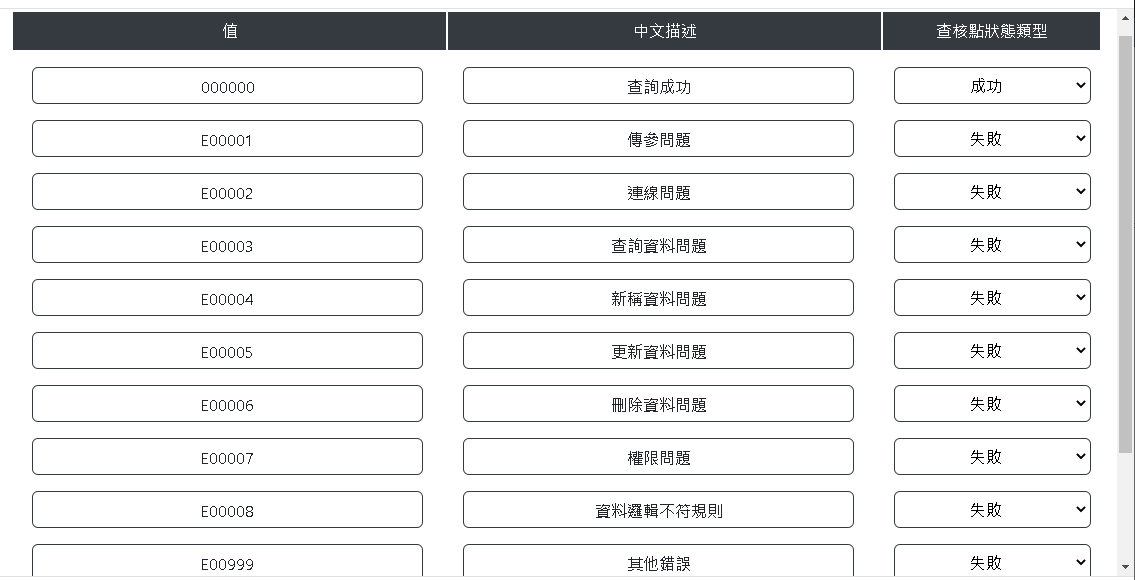 值 中文描述 查核點狀態類型
000000 查詢成功 成功
E00001 傳參問題 失敗
E00002 連線問題 失敗
E00003 查詢資料問題 失敗
E00004 新稱資料問題 失敗
E00005 更新資料問題 失敗
E00006 刪除資料問題 失敗
E00007 權限問題 失敗
E00008 資料邏輯不符規則 失敗
E00999 其他錯誤 失敗